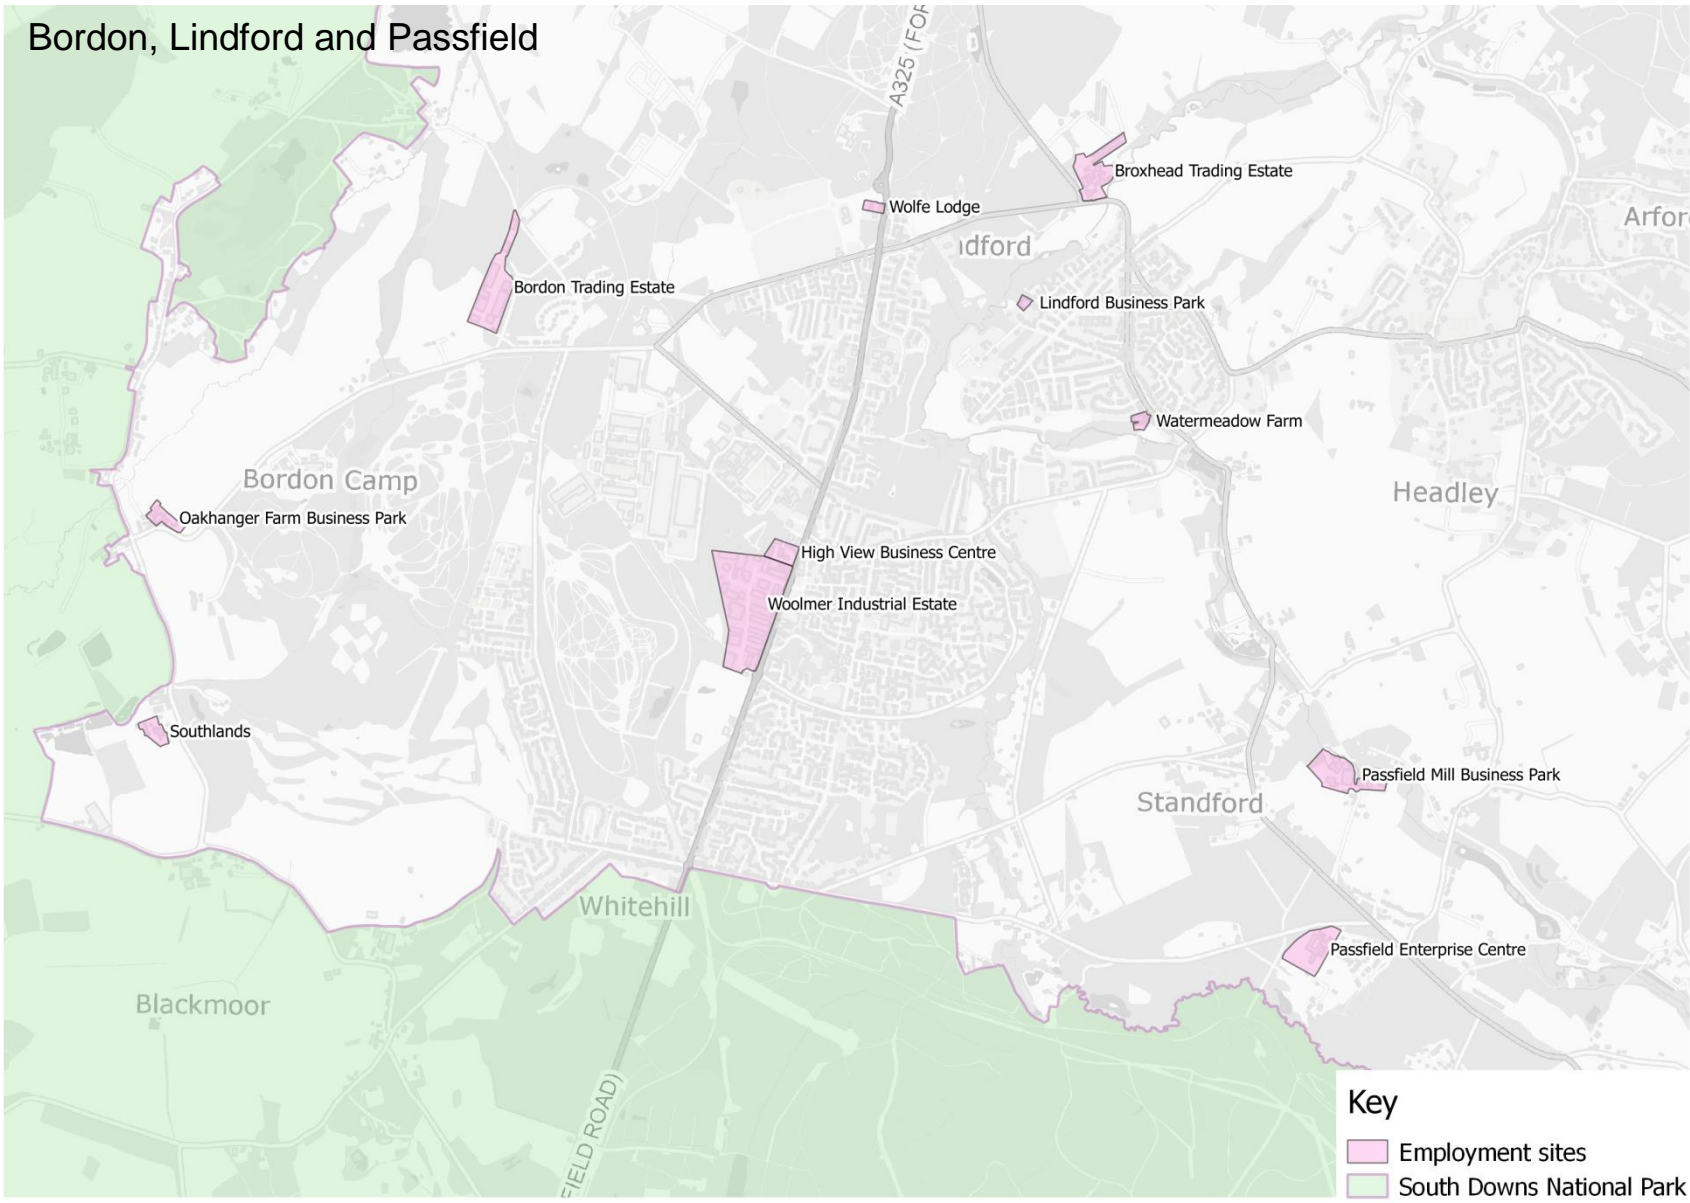 Bordon, Lindford and Passfield
A325 (FOR
Broxhead Trading Estate
Wolfe Lodge
Arfor
ndford
Bordon Trading Estate
Lindford Business Park
Watermeadow Farm
Bordon Camp
Headley
Oakhanger Farm Business Park
High View Business Centre
Woolmer Industrial Estate
Southlands
Passfield Mill Business Park
Standford
Whitehill
Passfield Enterprise Centre
Blackmoor
FIELD ROAD)
Key
Employment sites
South Downs National Park